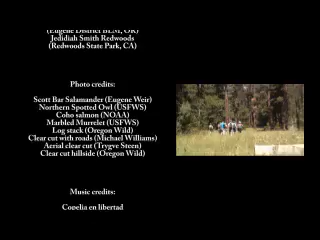 (Eugene District BLM, OR)
Jedidiah Smith Redwoods
(Redwoods State Park, CA)
Photo credits:
Scott Bar Salamander (Eugene Weir)
Northern Spotted Owl (USFWS)
Coho salmon (NOAA)
Marbled Murrelet (USFWS)
Log stack (Oregon Wild)
Clear cut with roads (Michael Williams)
Aerial clear cut (Trygve Steen)
Clear cut hillside (Oregon Wild)
Music credits:
Copelia en libertad